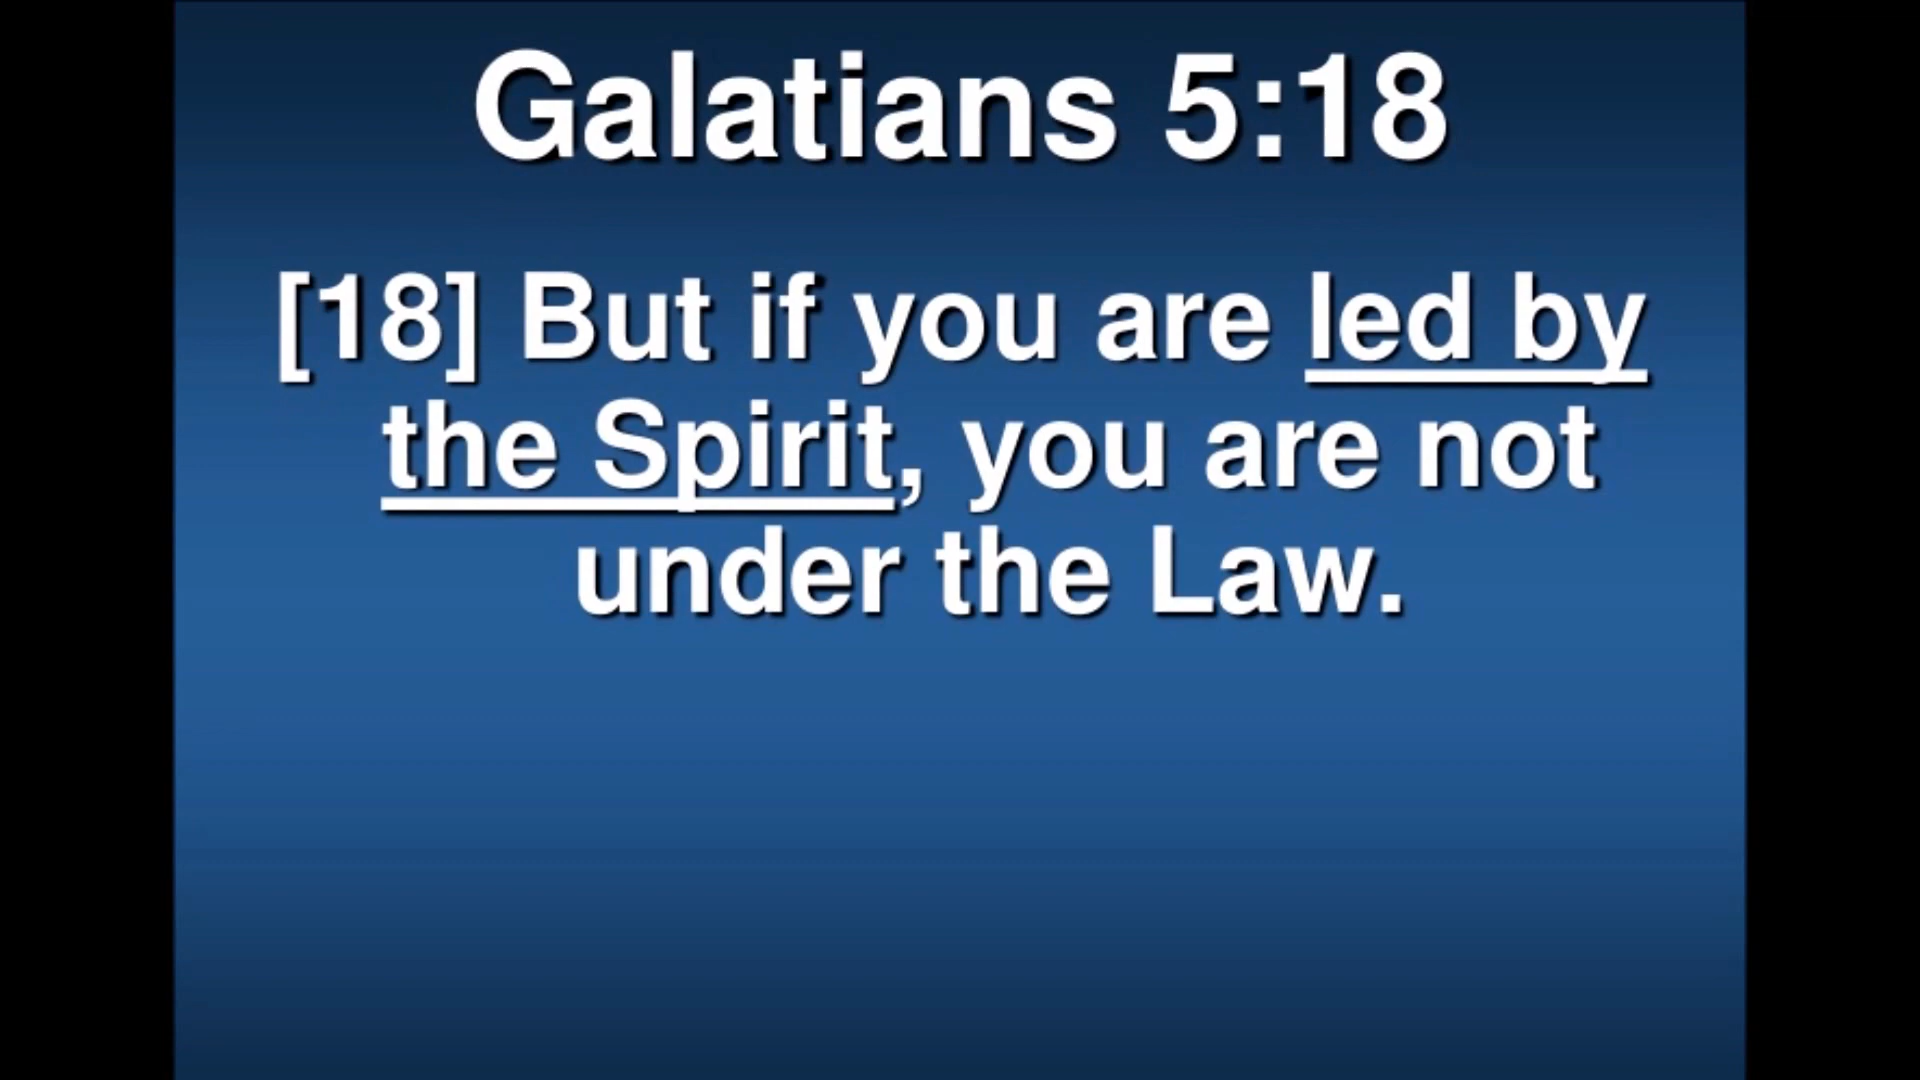 Galatians 5:18
[18] But if you are led by
the Spirit, you are not
under the Law.